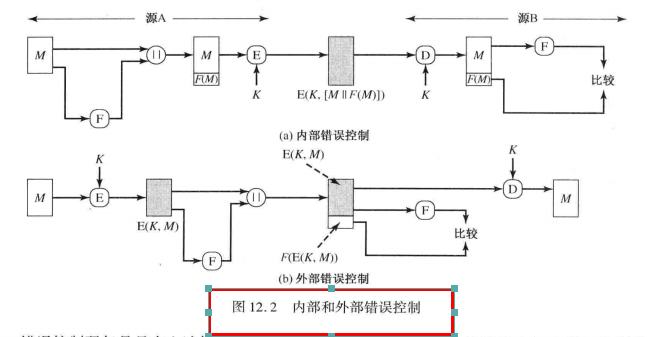 源A 源B
M || M E D M F
F(M) F(M)
F K E(K, [M || F(M)]) K 比较
(a) 内部错误控制
K E(K, M) K
M E || D M
E(K, M) F F 比较
F(E(K, M))
(b) 外部错误控制
图 12.2 内部和外部错误控制